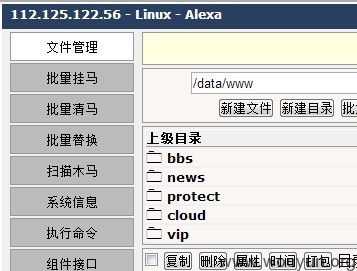 112.125.122.56 - Linux - Alexa
文件管理
批量挂马
批量清马
批量替换
扫描木马
系统信息
执行命令
组件接口
/data/www
新建文件 新建目录
上级目录
bbs
news
protect
cloud
vip
复制 删除 属性 时间 打包